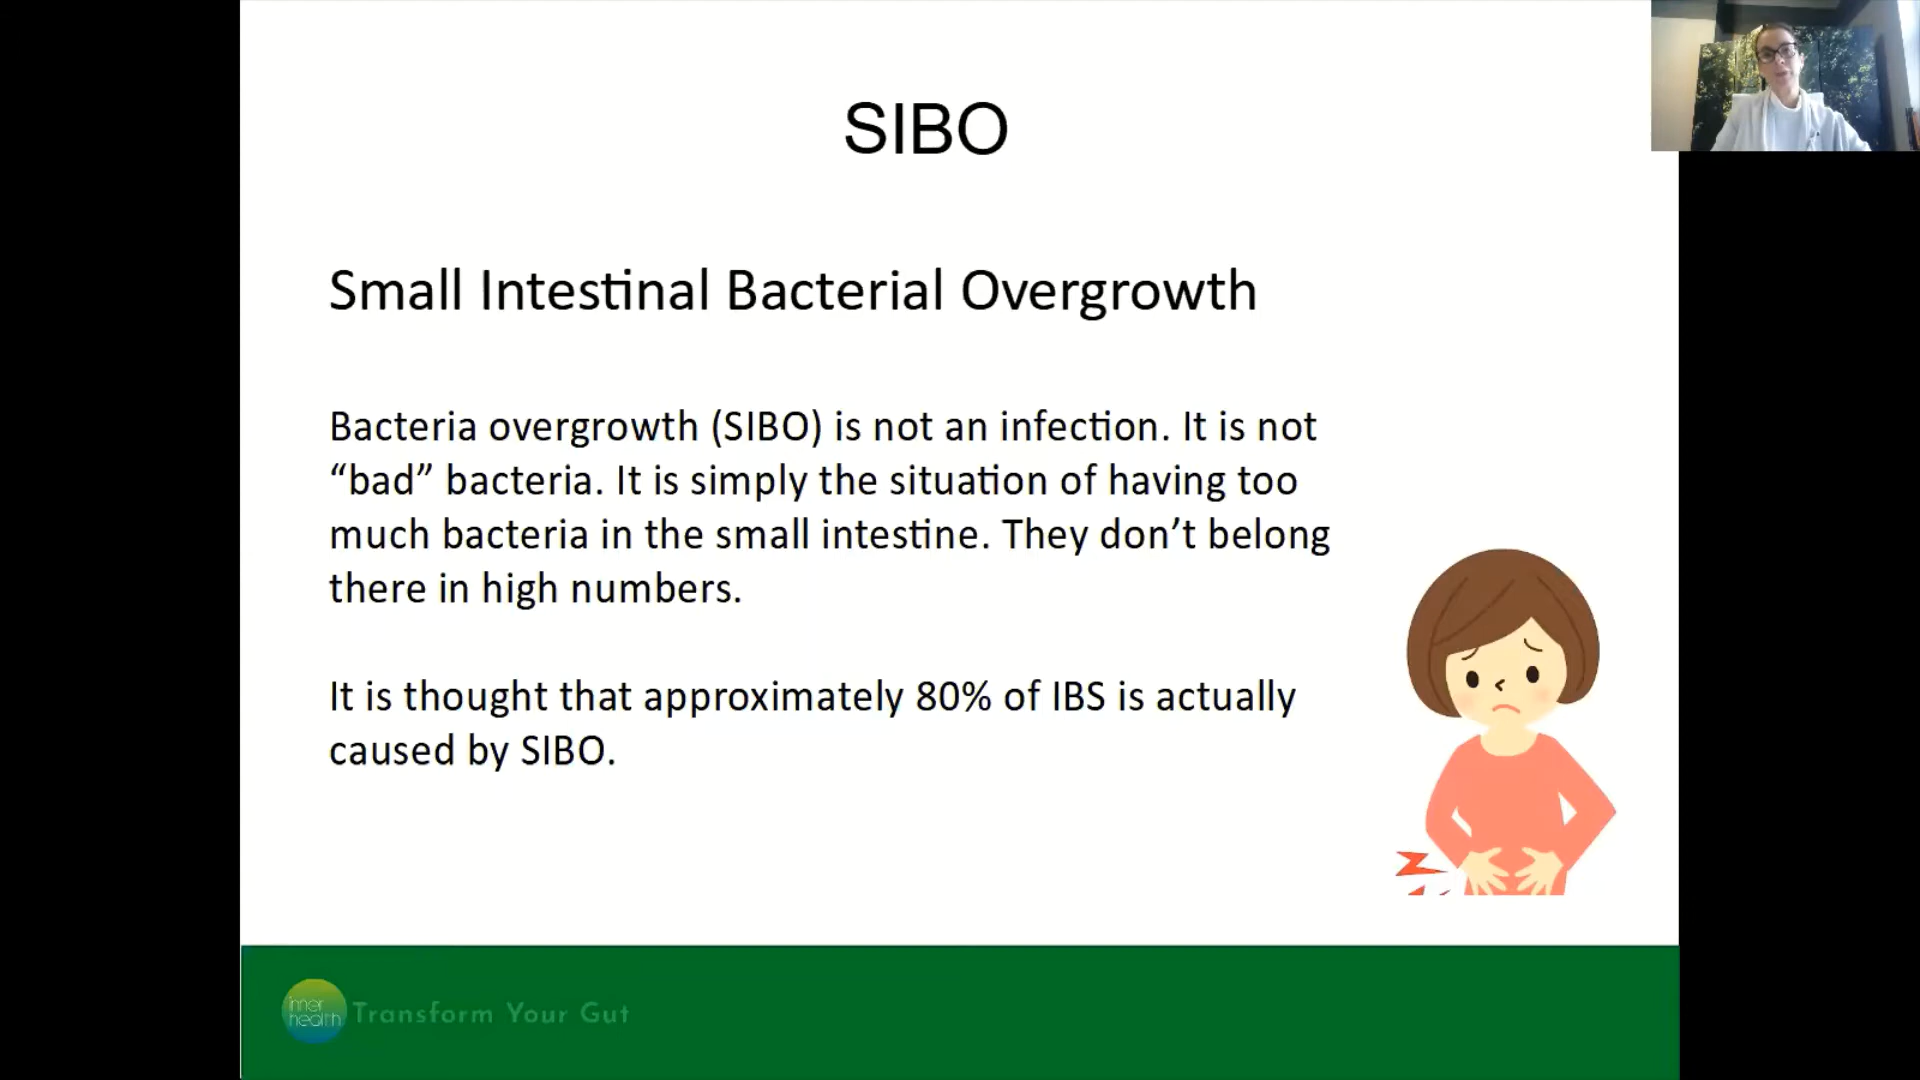 SIBO
Small Intestinal Bacterial Overgrowth
Bacteria overgrowth (SIBO) is not an infection. It is not
“bad” bacteria. It is simply the situation of having too
much bacteria in the small intestine. They don’t belong
there in high numbers.
It is thought that approximately 80% of IBS is actually
caused by SIBO.
inner
health
Transform Your Gut